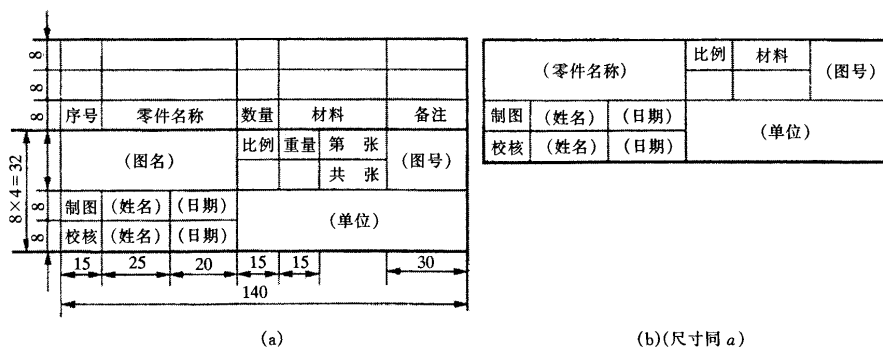 8
8
8 序号 零件名称 数量 材料 备注
8×4=32
(图名) 比例 重量 第 张 (图号)
共 张
8 制图 (姓名) (日期) (单位)
8 校核 (姓名) (日期)
15 25 20 15 15 30
140
(a)
(零件名称) 比例 材料 (图号)
制图 (姓名) (日期) (单位)
校核 (姓名) (日期)
(b)(尺寸同 a)